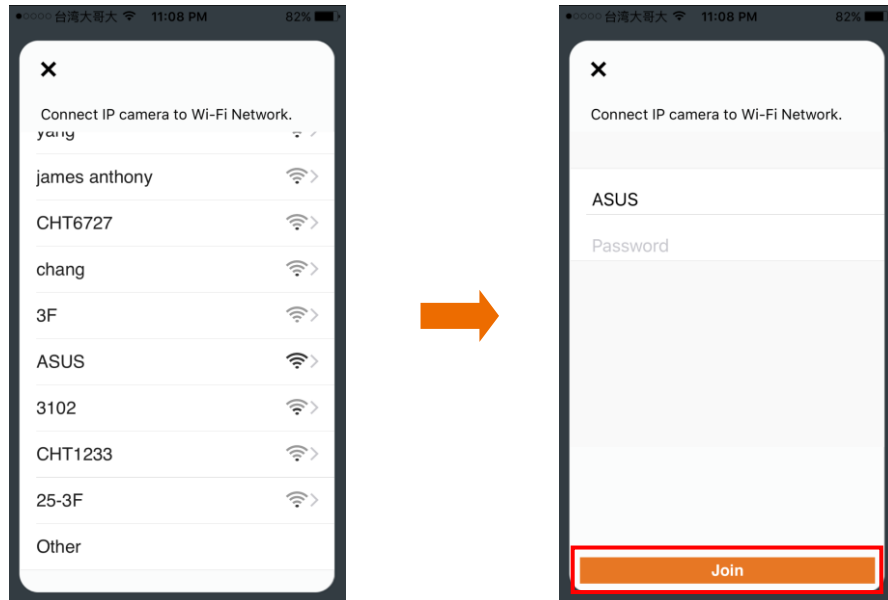 台湾大哥大 11:08 PM 82%
Connect IP camera to Wi-Fi Network.
yang
james anthony
CHT6727
chang
3F
ASUS
3102
CHT1233
25-3F
Other
台湾大哥大 11:08 PM 82%
Connect IP camera to Wi-Fi Network.
ASUS
Password
Join